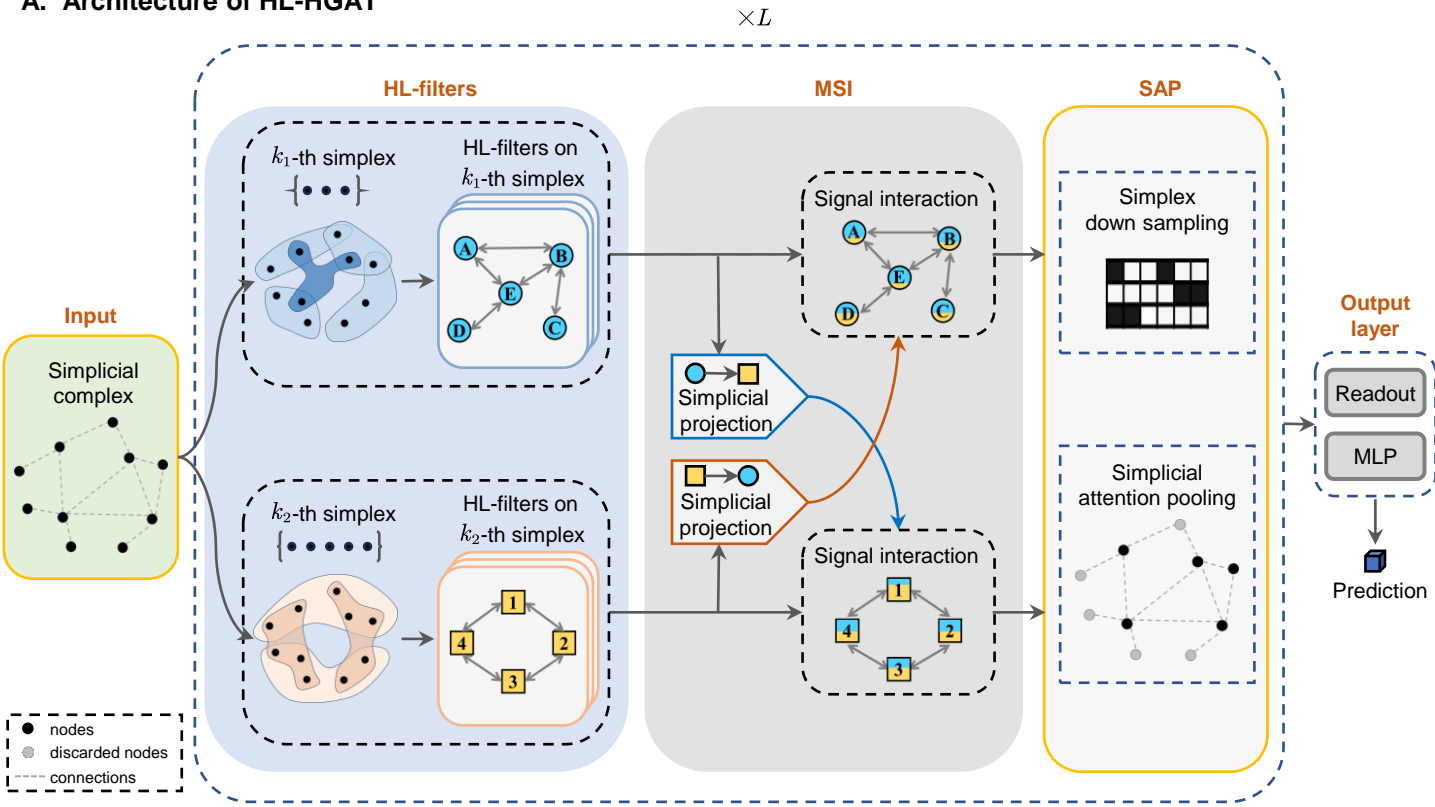 A. Architecture of HL-HGAT
×L
HL-filters
MSI
SAP
k₁-th simplex
{•••}
HL-filters on
k₁-th simplex
A
B
E
D
C
Signal interaction
A
B
E
D
C
Simplex
down sampling
Input
Simplicial
complex
Simplicial
projection
Simplicial
projection
Output
layer
Readout
MLP
Prediction
k₂-th simplex
{•••••}
HL-filters on
k₂-th simplex
1
4
2
3
Signal interaction
1
4
2
3
Simplicial
attention pooling
nodes
discarded nodes
connections